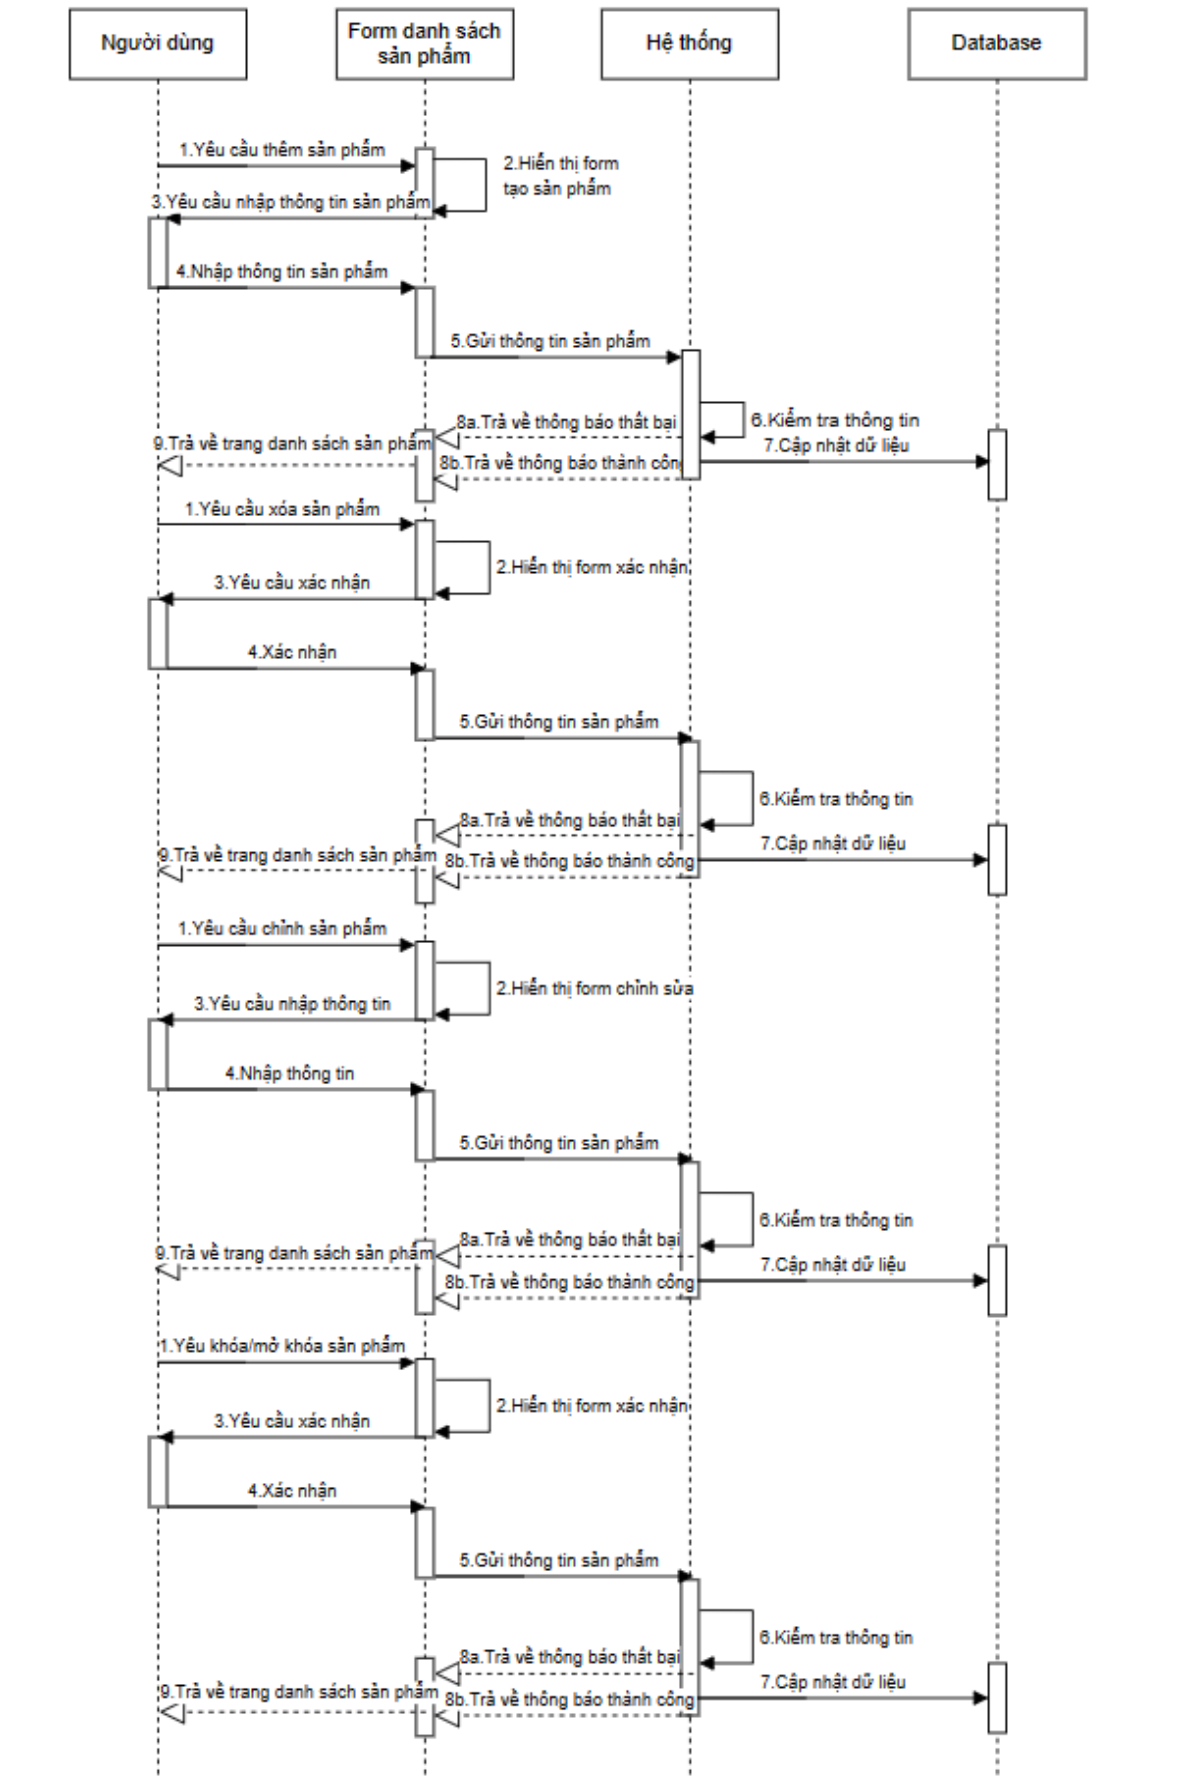 Người dùng
Form danh sách
sản phẩm
Hệ thống
Database
1.Yêu cầu thêm sản phẩm
2.Hiển thị form
tạo sản phẩm
3.Yêu cầu nhập thông tin sản phẩm
4.Nhập thông tin sản phẩm
5.Gửi thông tin sản phẩm
8a.Trả về thông báo thất bại
6.Kiểm tra thông tin
9.Trả về trang danh sách sản phẩm
7.Cập nhật dữ liệu
8b.Trả về thông báo thành công
1.Yêu cầu xóa sản phẩm
2.Hiển thị form xác nhận
3.Yêu cầu xác nhận
4.Xác nhận
5.Gửi thông tin sản phẩm
6.Kiểm tra thông tin
8a.Trả về thông báo thất bại
7.Cập nhật dữ liệu
9.Trả về trang danh sách sản phẩm
8b.Trả về thông báo thành công
1.Yêu cầu chỉnh sản phẩm
2.Hiển thị form chỉnh sửa
3.Yêu cầu nhập thông tin
4.Nhập thông tin
5.Gửi thông tin sản phẩm
6.Kiểm tra thông tin
8a.Trả về thông báo thất bại
9.Trả về trang danh sách sản phẩm
7.Cập nhật dữ liệu
8b.Trả về thông báo thành công
1.Yêu khóa/mở khóa sản phẩm
2.Hiển thị form xác nhận
3.Yêu cầu xác nhận
4.Xác nhận
5.Gửi thông tin sản phẩm
6.Kiểm tra thông tin
8a.Trả về thông báo thất bại
7.Cập nhật dữ liệu
9.Trả về trang danh sách sản phẩm
8b.Trả về thông báo thành công